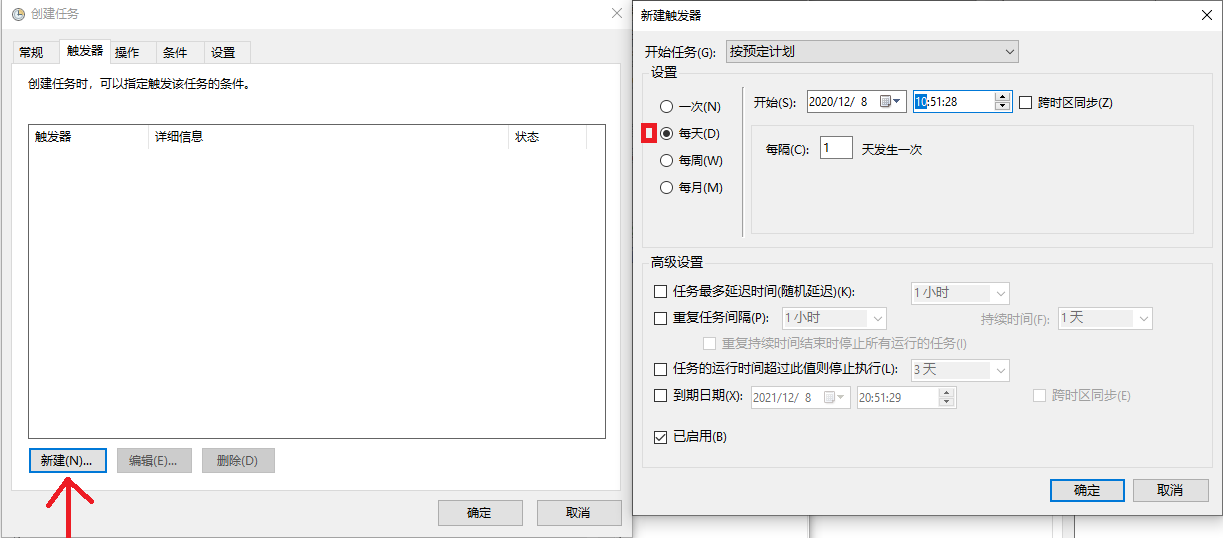 创建任务
常规 触发器 操作 条件 设置
创建任务时，可以指定触发该任务的条件。
触发器 详细信息 状态
新建(N)... 编辑(E)... 删除(D)
确定 取消
新建触发器
开始任务(G): 按预定计划
设置
一次(N)
每天(D)
每周(W)
每月(M)
开始(S): 2020/12/ 8 10:51:28 跨时区同步(Z)
每隔(C): 1 天发生一次
高级设置
任务最多延迟时间(随机延迟)(K): 1 小时
重复任务间隔(P): 1 小时 持续时间(F): 1 天
重复持续时间结束时停止所有运行的任务(I)
任务的运行时间超过此值则停止执行(L): 3 天
到期日期(X): 2021/12/ 8 20:51:29 跨时区同步(E)
已启用(B)
确定 取消